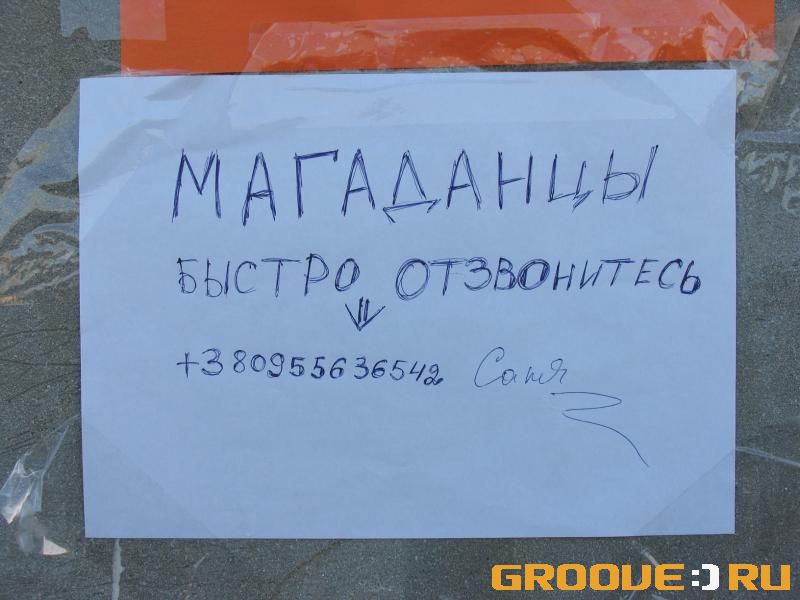 МАГАДАНЦЫ
БЫСТРО ОТЗВОНИТЕСЬ
+380955636542 Саня
GROOVE:)RU